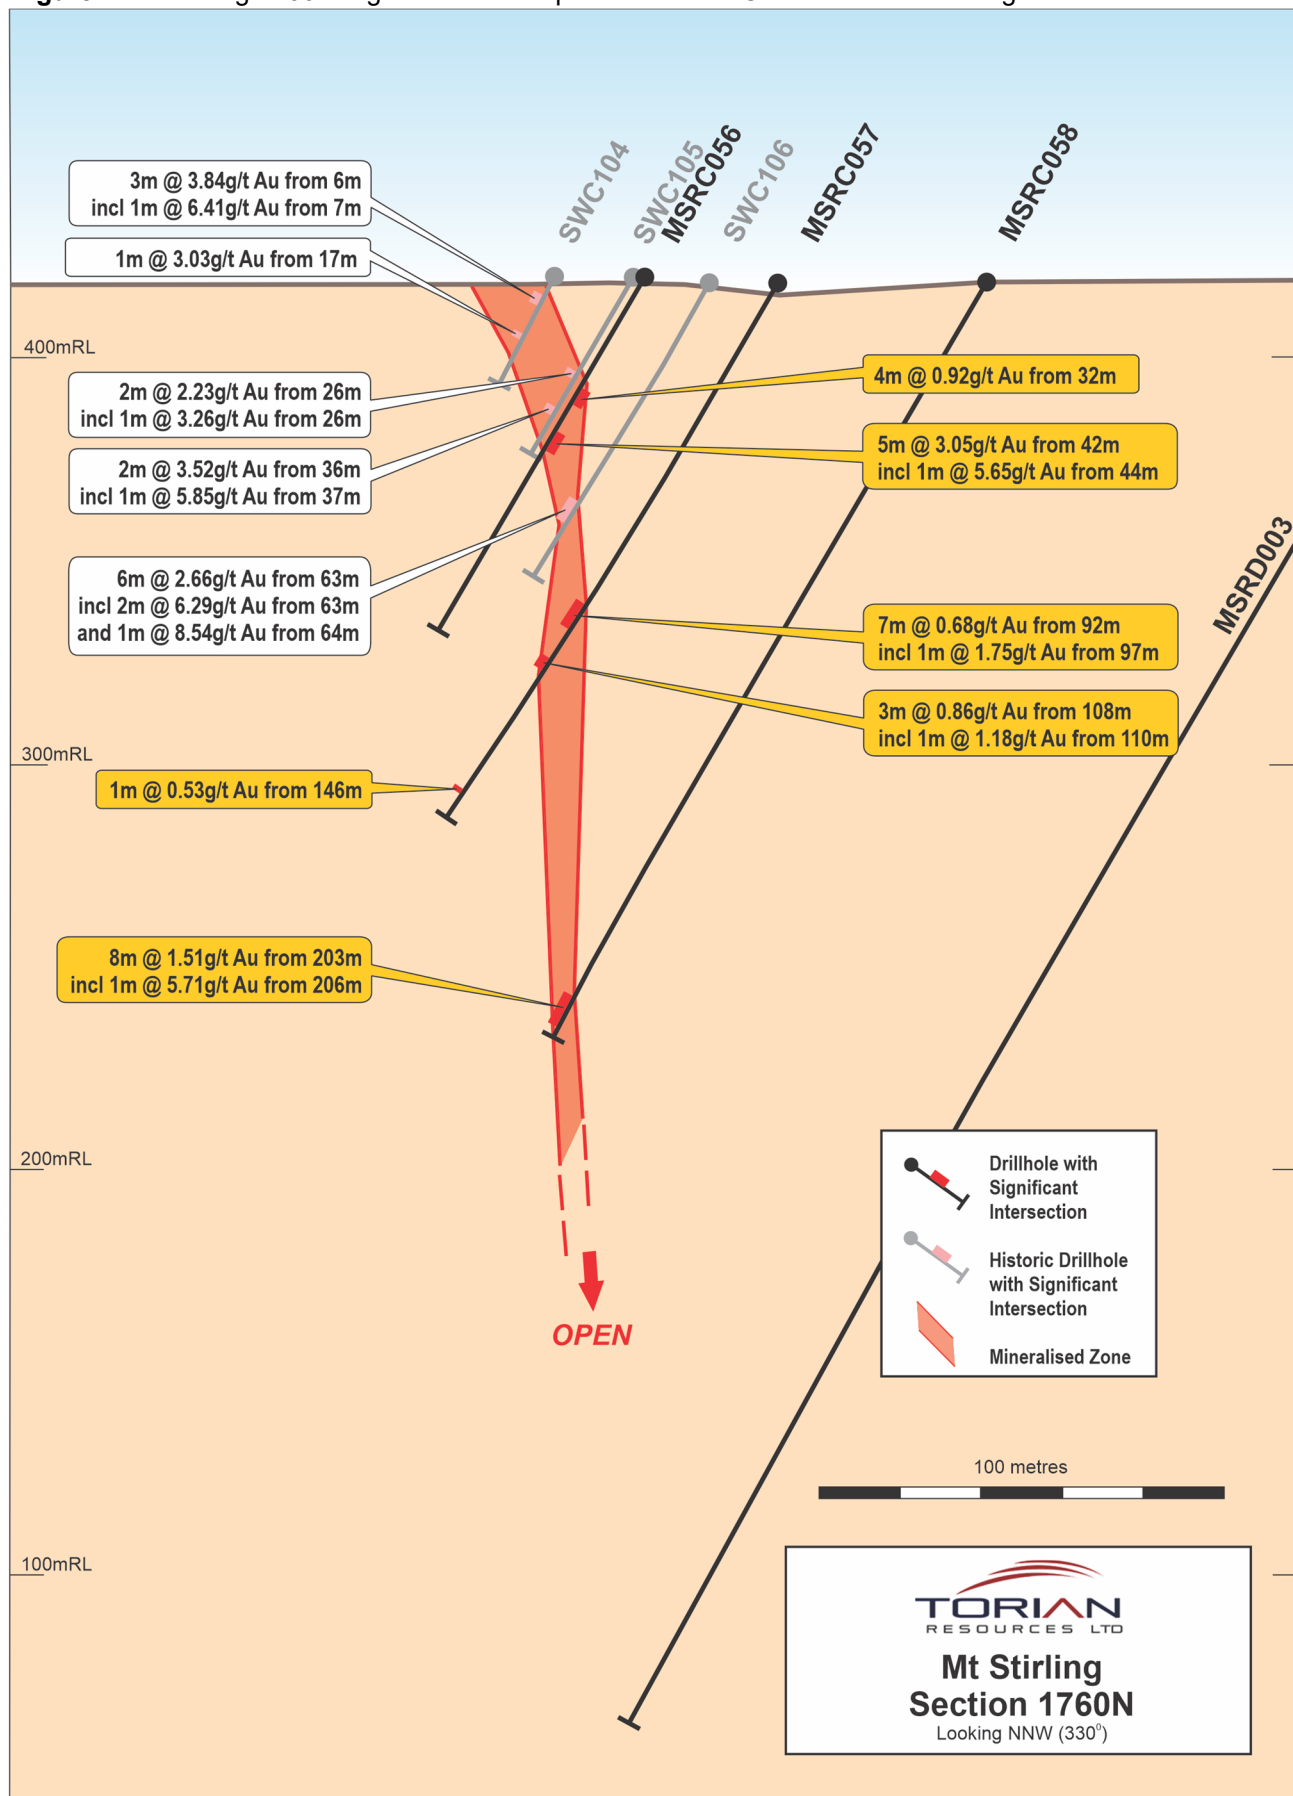 SWC104
SWC105
MSRC056
SWC106
MSRC057
MSRC058
3m @ 3.84g/t Au from 6m
incl 1m @ 6.41g/t Au from 7m
1m @ 3.03g/t Au from 17m
400mRL
2m @ 2.23g/t Au from 26m
incl 1m @ 3.26g/t Au from 26m
4m @ 0.92g/t Au from 32m
2m @ 3.52g/t Au from 36m
incl 1m @ 5.85g/t Au from 37m
5m @ 3.05g/t Au from 42m
incl 1m @ 5.65g/t Au from 44m
MSRD003
6m @ 2.66g/t Au from 63m
incl 2m @ 6.29g/t Au from 63m
and 1m @ 8.54g/t Au from 64m
7m @ 0.68g/t Au from 92m
incl 1m @ 1.75g/t Au from 97m
3m @ 0.86g/t Au from 108m
incl 1m @ 1.18g/t Au from 110m
300mRL
1m @ 0.53g/t Au from 146m
8m @ 1.51g/t Au from 203m
incl 1m @ 5.71g/t Au from 206m
200mRL
OPEN
Drillhole with
Significant
Intersection
Historic Drillhole
with Significant
Intersection
Mineralised Zone
100 metres
100mRL
TORIAN
RESOURCES LTD
Mt Stirling
Section 1760N
Looking NNW (330⁰)